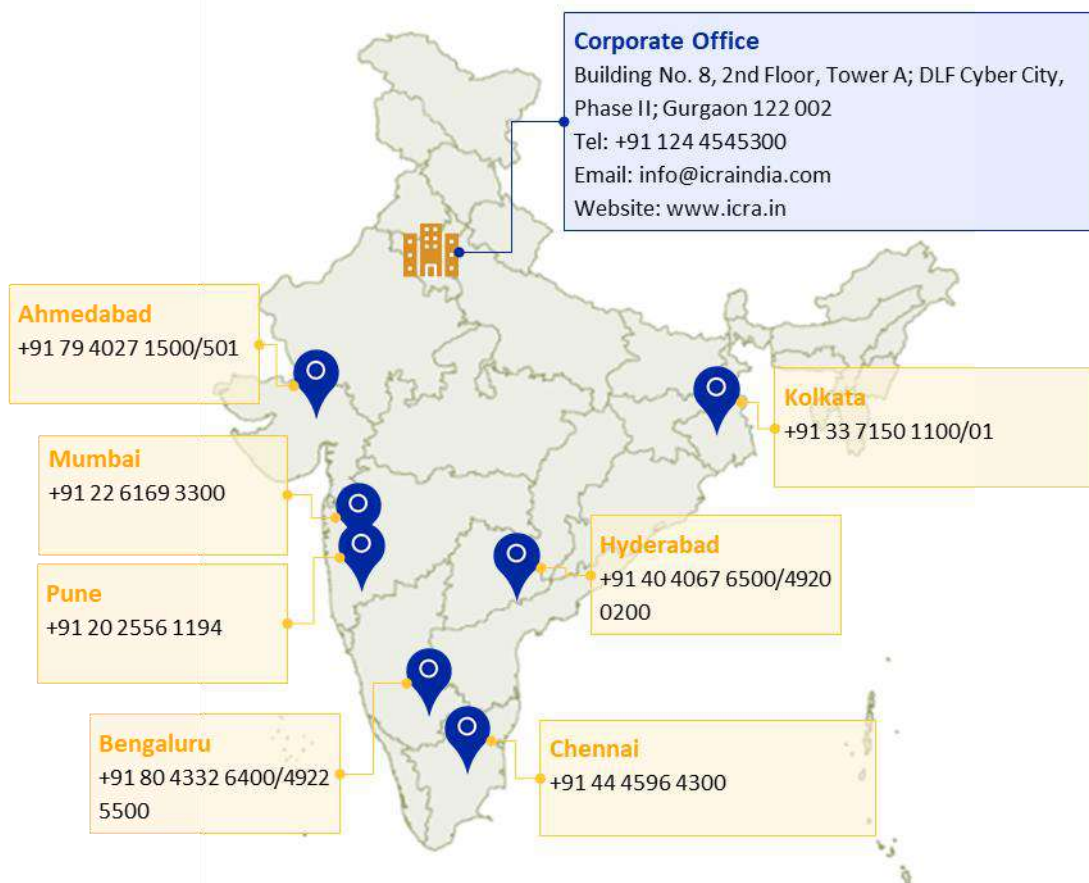 Corporate Office
Building No. 8, 2nd Floor, Tower A; DLF Cyber City,
Phase II; Gurgaon 122 002
Tel: +91 124 4545300
Email: info@icraindia.com
Website: www.icra.in
Ahmedabad
+91 79 4027 1500/501
Kolkata
+91 33 7150 1100/01
Mumbai
+91 22 6169 3300
Hyderabad
+91 40 4067 6500/4920
0200
Pune
+91 20 2556 1194
Bengaluru
+91 80 4332 6400/4922
5500
Chennai
+91 44 4596 4300